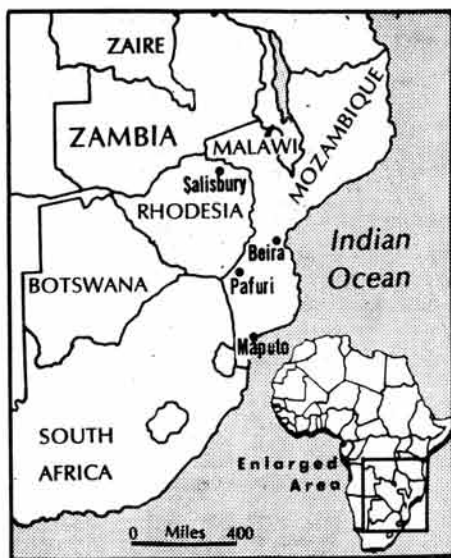 ZAIRE
ZAMBIA
MALAWI
MOZAMBIQUE
Salisbury
RHODESIA
Beira
Indian
Ocean
BOTSWANA
Pafuri
Maputo
SOUTH
AFRICA
Enlarged
Area
0 Miles 400